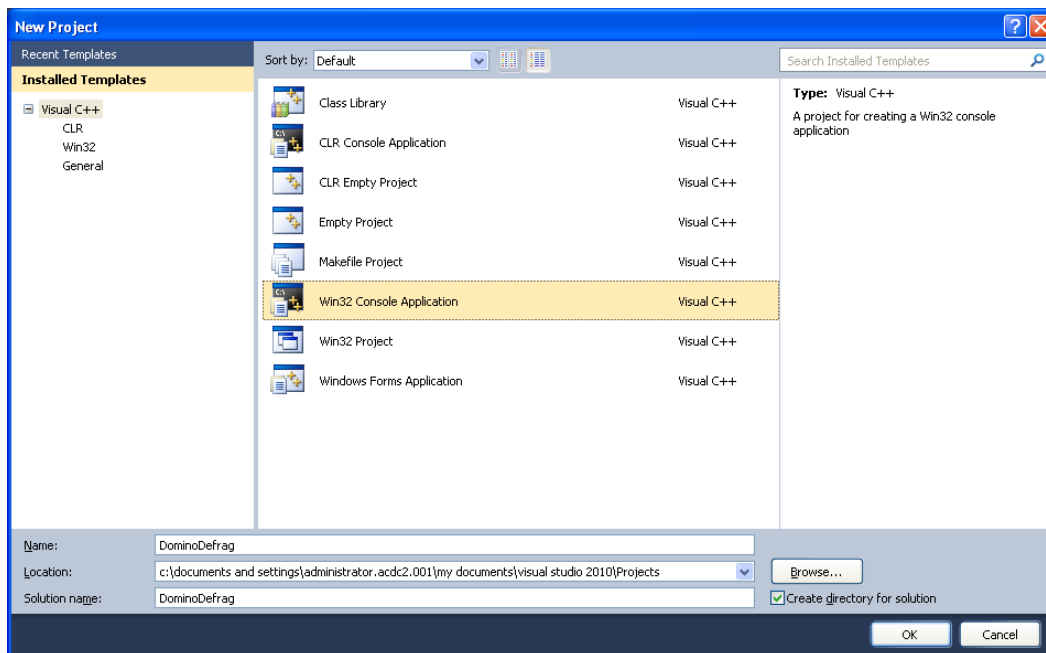 New Project
Recent Templates
Installed Templates
Visual C++
CLR
Win32
General
Sort by: Default
Class Library Visual C++
CLR Console Application Visual C++
CLR Empty Project Visual C++
Empty Project Visual C++
Makefile Project Visual C++
Win32 Console Application Visual C++
Win32 Project Visual C++
Windows Forms Application Visual C++
Search Installed Templates
Type: Visual C++
A project for creating a Win32 console
application
Name: DominoDefrag
Location: c:\documents and settings\administrator.acdc2.001\my documents\visual studio 2010\Projects Browse...
Solution name: DominoDefrag Create directory for solution
OK Cancel